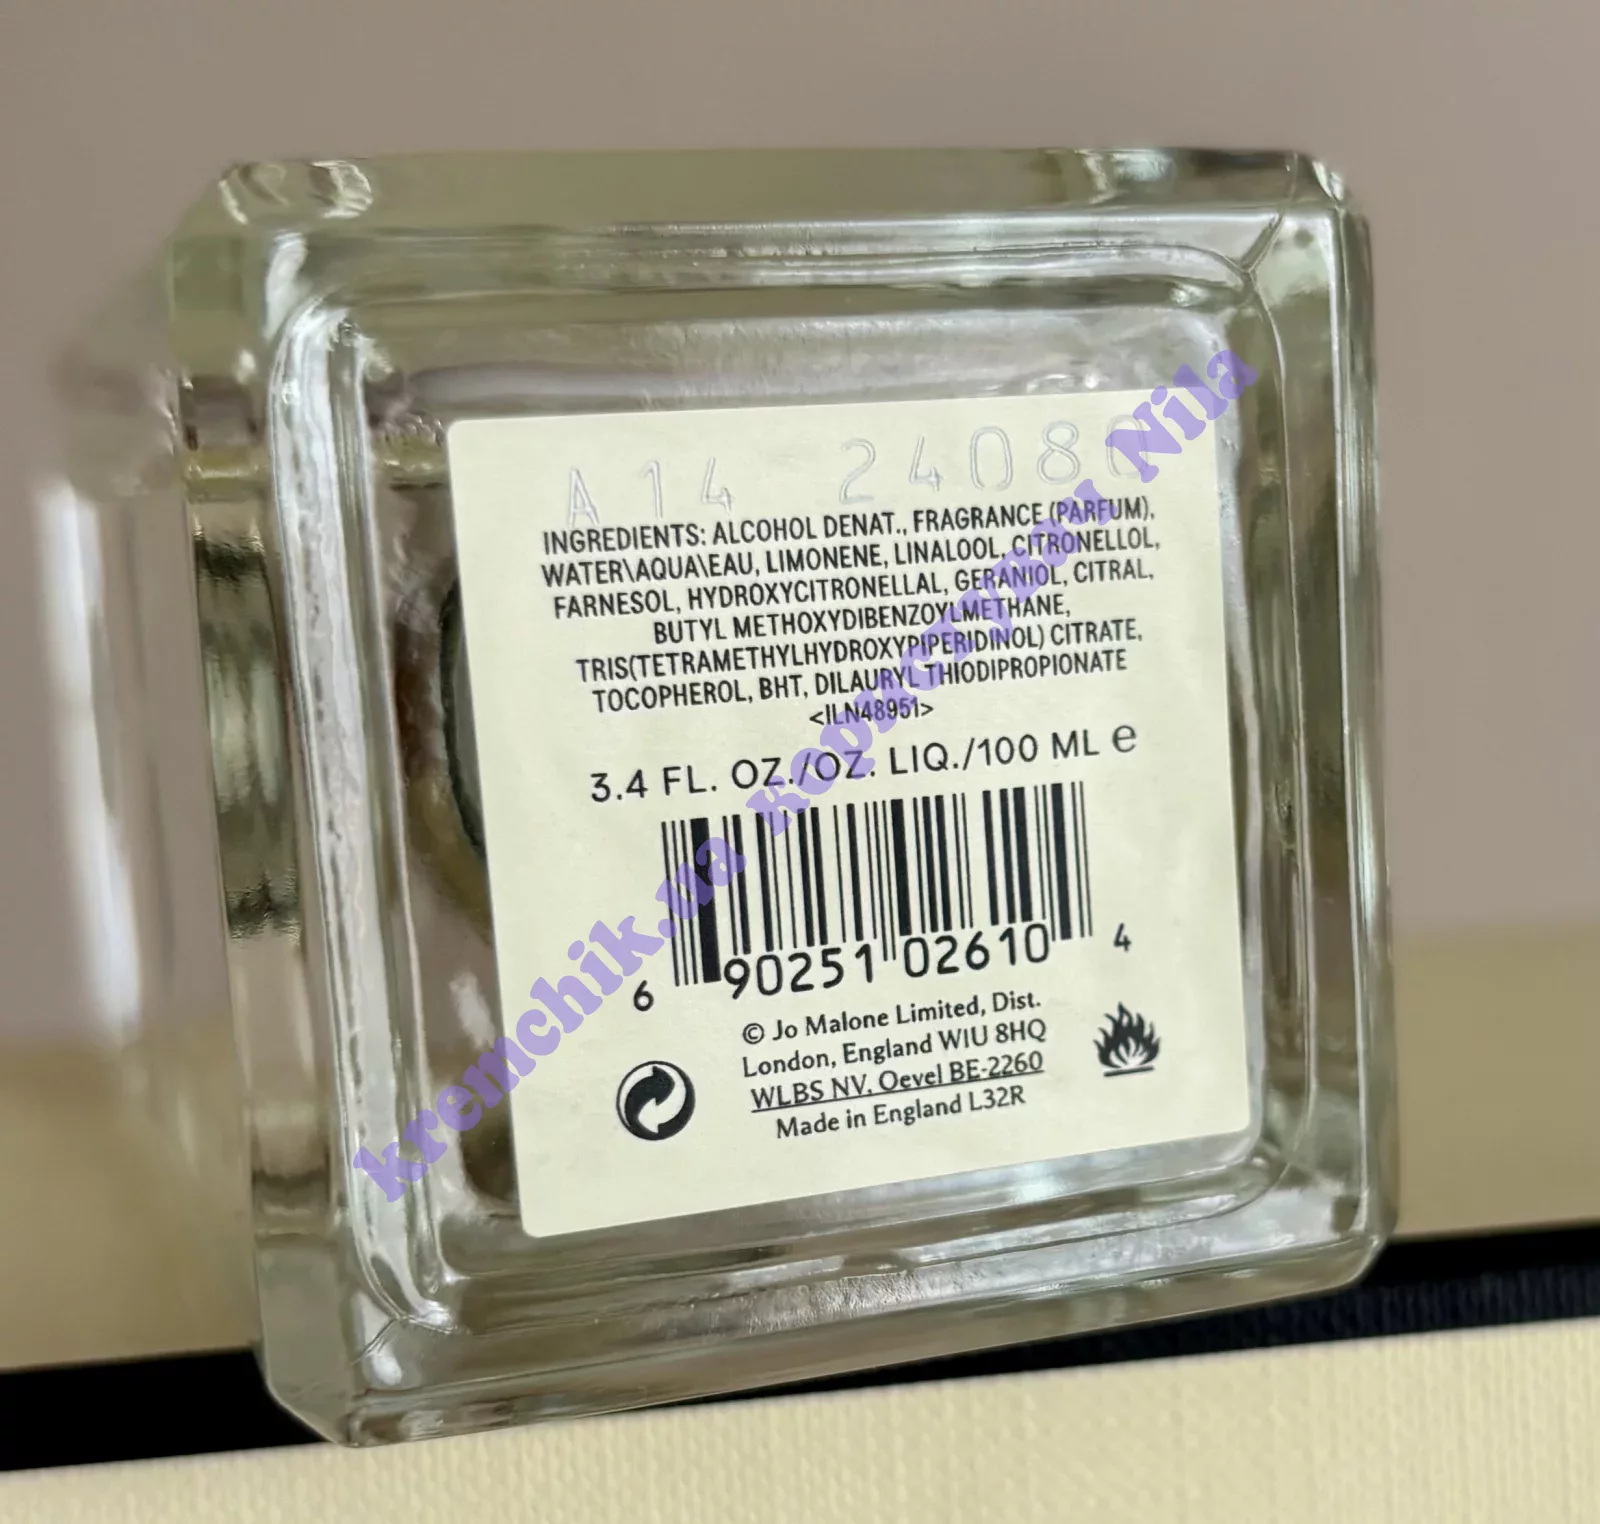 A14 24080
INGREDIENTS: ALCOHOL DENAT., FRAGRANCE (PARFUM),
WATER\AQUA\EAU, LIMONENE, LINALOOL, CITRONELLOL,
FARNESOL, HYDROXYCITRONELLAL, GERANIOL, CITRAL,
BUTYL METHOXYDIBENZOYLMETHANE,
TRIS(TETRAMETHYLHYDROXYPIPERIDINOL) CITRATE,
TOCOPHEROL, BHT, DILAURYL THIODIPROPIONATE
<ILN48951>
3.4 FL. OZ./OZ. LIQ./100 ML e
6 90251 02610 4
© Jo Malone Limited, Dist.
London, England W1U 8HQ
WLBS NV, Oevel BE-2260
Made in England L32R
kremchik.ua користувач Nila